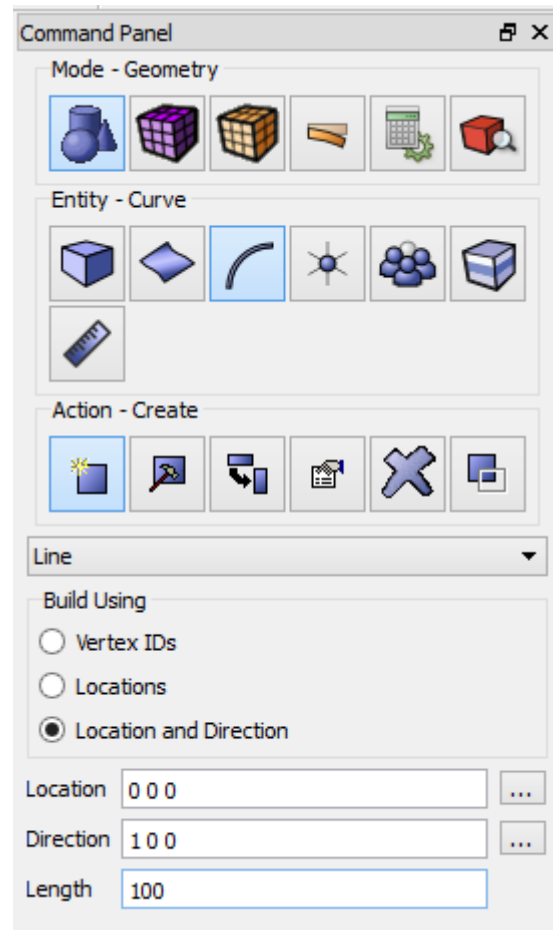 Command Panel
Mode - Geometry
Entity - Curve
Action - Create
Line
Build Using
Vertex IDs
Locations
Location and Direction
Location 0 0 0 ...
Direction 1 0 0 ...
Length 100